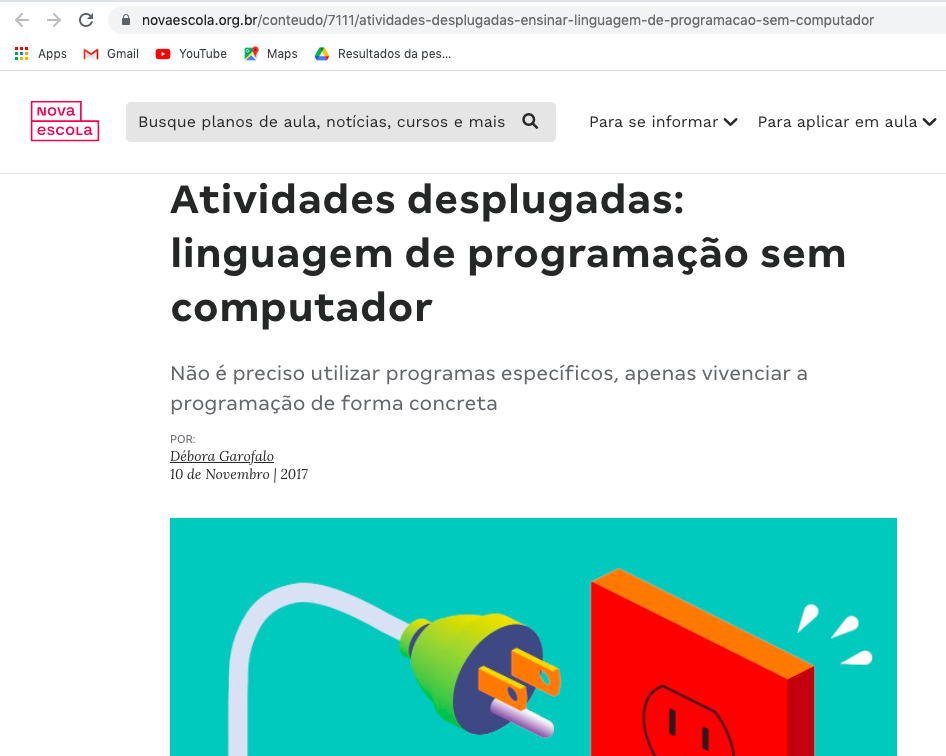 novaescola.org.br/conteudo/7111/atividades-desplugadas-ensinar-linguagem-de-programacao-sem-computador
Apps Gmail YouTube Maps Resultados da pes...
NOVA
escola
Busque planos de aula, notícias, cursos e mais
Para se informar Para aplicar em aula
Atividades desplugadas:
linguagem de programação sem
computador
Não é preciso utilizar programas específicos, apenas vivenciar a
programação de forma concreta
POR:
Débora Garofalo
10 de Novembro | 2017